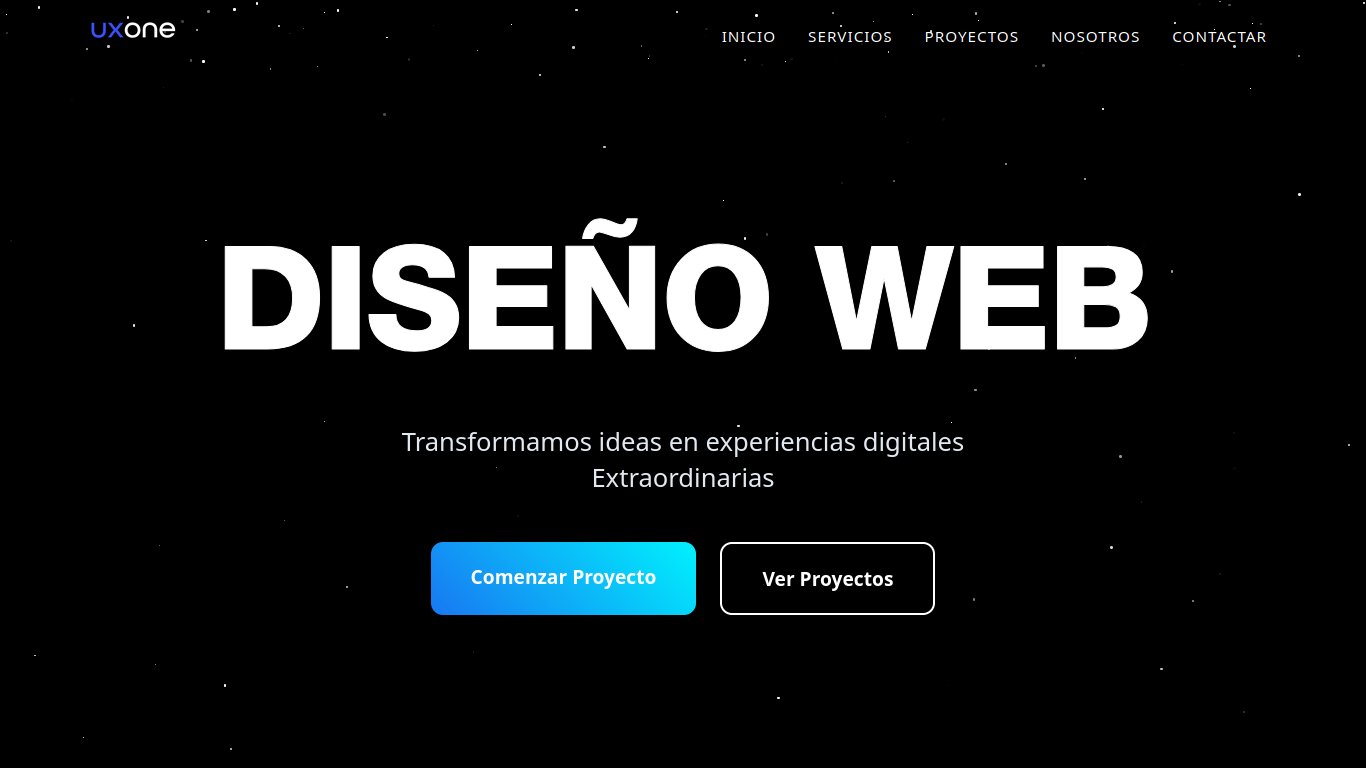 uxone
INICIO SERVICIOS PROYECTOS NOSOTROS CONTACTAR
DISEÑO WEB
Transformamos ideas en experiencias digitales
Extraordinarias
Comenzar Proyecto Ver Proyectos